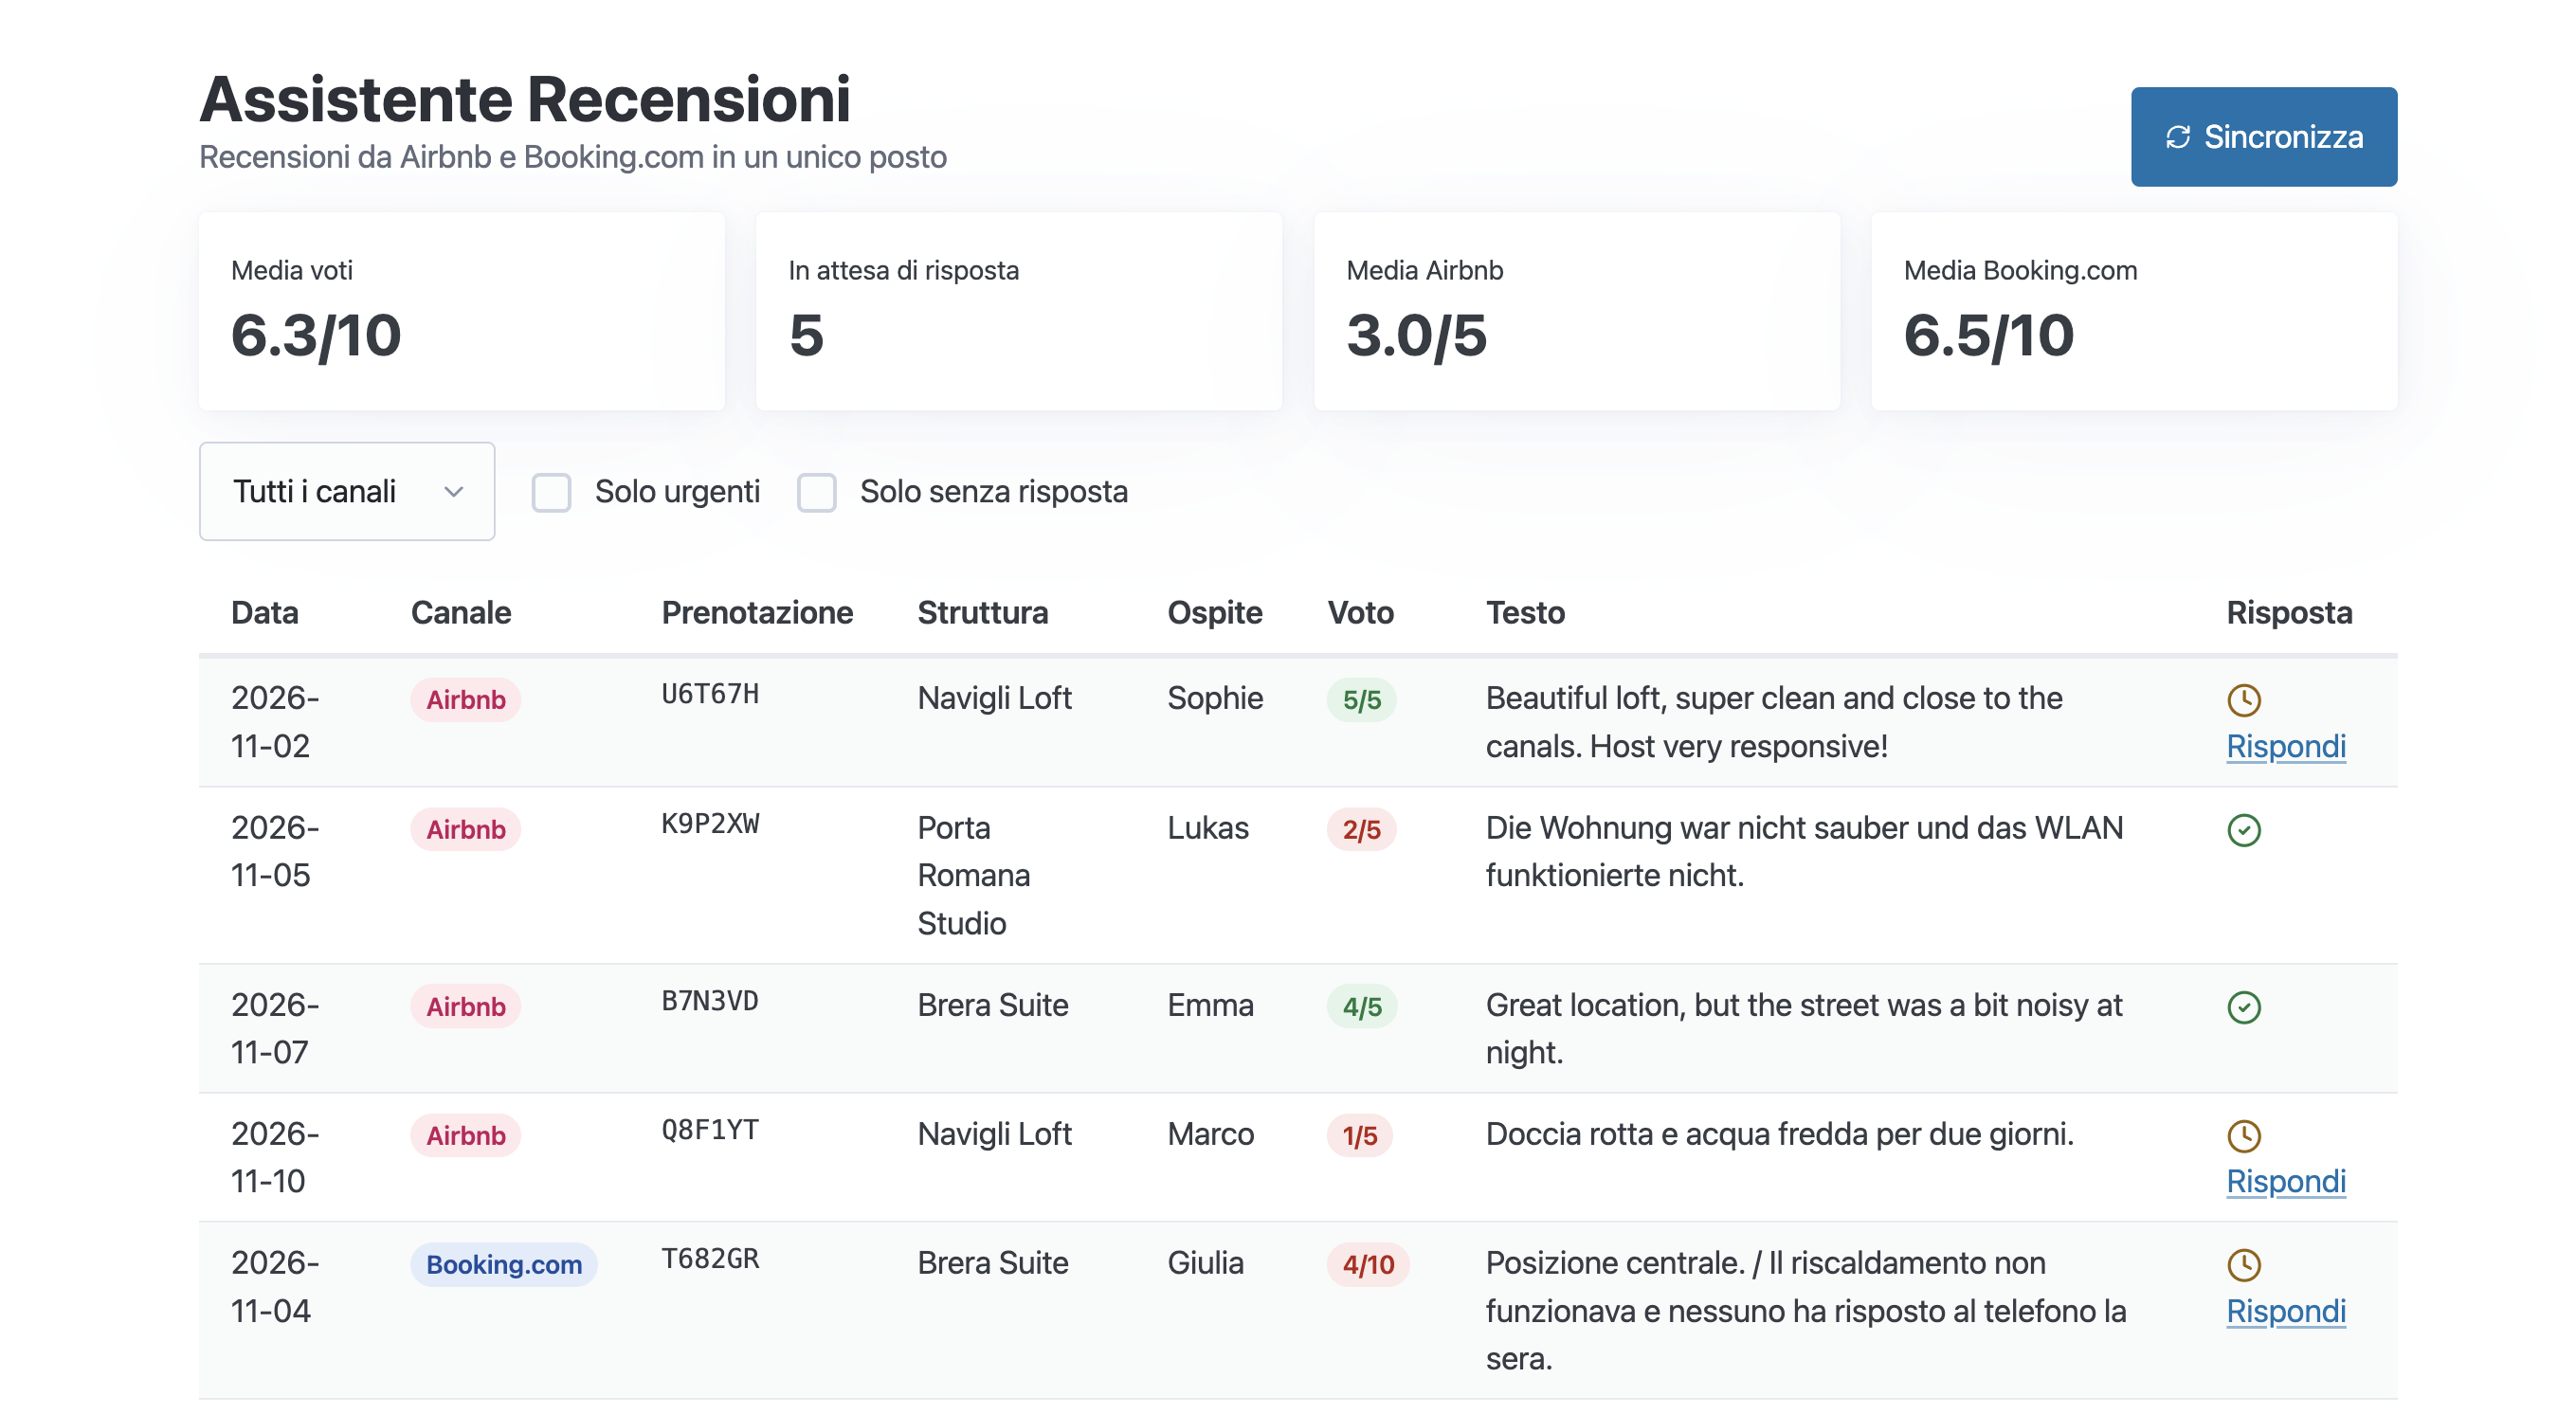 Assistente Recensioni
Recensioni da Airbnb e Booking.com in un unico posto
Sincronizza
Media voti
6.3/10
In attesa di risposta
5
Media Airbnb
3.0/5
Media Booking.com
6.5/10
Tutti i canali
Solo urgenti
Solo senza risposta
Data Canale Prenotazione Struttura Ospite Voto Testo Risposta
2026-
11-02
Airbnb
U6T67H
Navigli Loft
Sophie
5/5
Beautiful loft, super clean and close to the
canals. Host very responsive!
Rispondi
2026-
11-05
Airbnb
K9P2XW
Porta
Romana
Studio
Lukas
2/5
Die Wohnung war nicht sauber und das WLAN
funktionierte nicht.
2026-
11-07
Airbnb
B7N3VD
Brera Suite
Emma
4/5
Great location, but the street was a bit noisy at
night.
2026-
11-10
Airbnb
Q8F1YT
Navigli Loft
Marco
1/5
Doccia rotta e acqua fredda per due giorni.
Rispondi
2026-
11-04
Booking.com
T682GR
Brera Suite
Giulia
4/10
Posizione centrale. / Il riscaldamento non
funzionava e nessuno ha risposto al telefono la
sera.
Rispondi